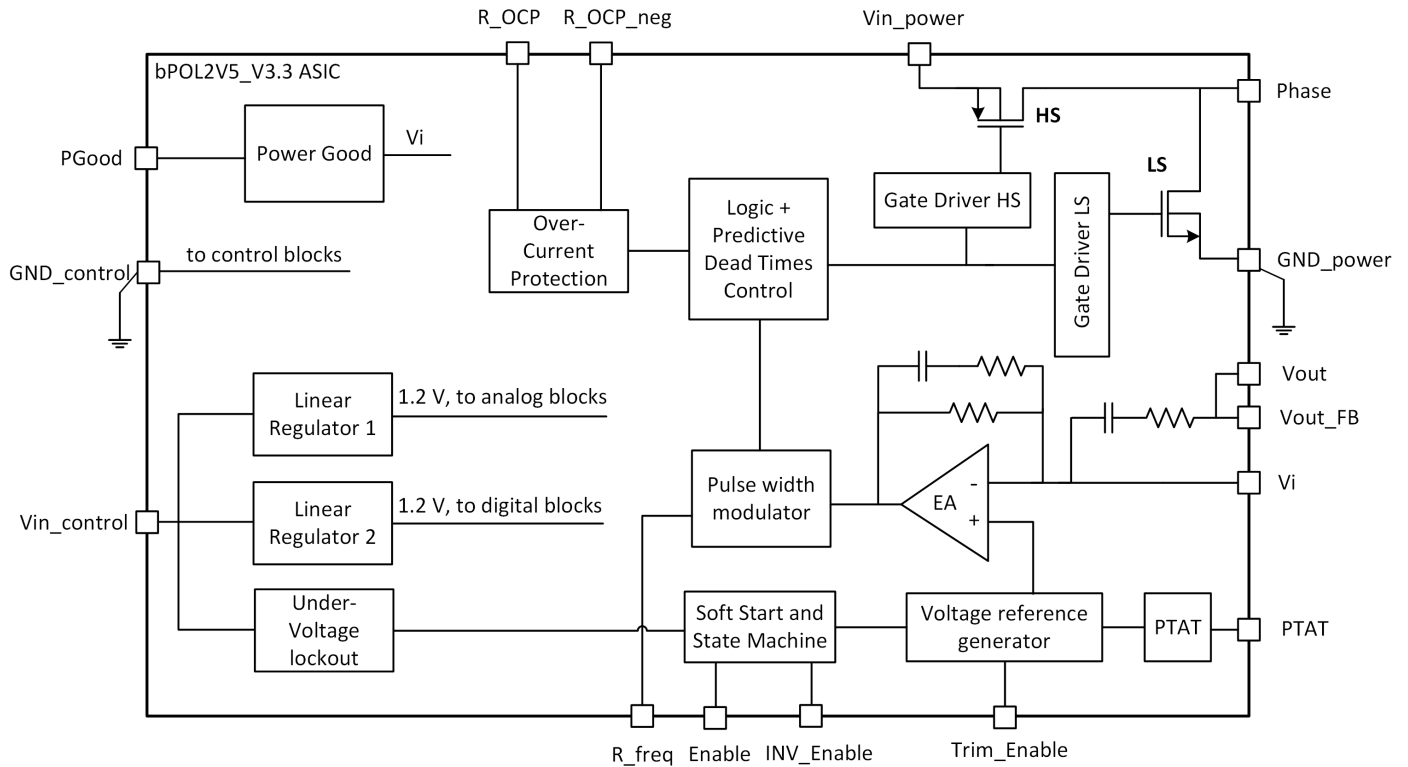 R_OCP
R_OCP_neg
Vin_power
bPOL2V5_V3.3 ASIC
Phase
HS
PGood
Power Good
Vi
LS
Gate Driver HS
Gate Driver LS
Logic +
Predictive
Dead Times
Control
Over-
Current
Protection
GND_control
to control blocks
GND_power
Linear
Regulator 1
1.2 V, to analog blocks
Vout
Vout_FB
Vin_control
Linear
Regulator 2
1.2 V, to digital blocks
Pulse width
modulator
EA
-
+
Vi
Under-
Voltage
lockout
Soft Start and
State Machine
Voltage reference
generator
PTAT
PTAT
R_freq
Enable
INV_Enable
Trim_Enable